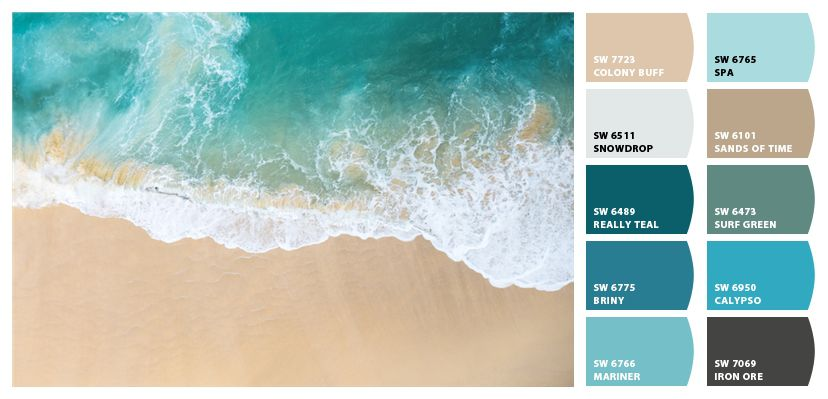 SW 7723
COLONY BUFF
SW 6765
SPA
SW 6511
SNOWDROP
SW 6101
SANDS OF TIME
SW 6489
REALLY TEAL
SW 6473
SURF GREEN
SW 6775
BRINY
SW 6950
CALYPSO
SW 6766
MARINER
SW 7069
IRON ORE